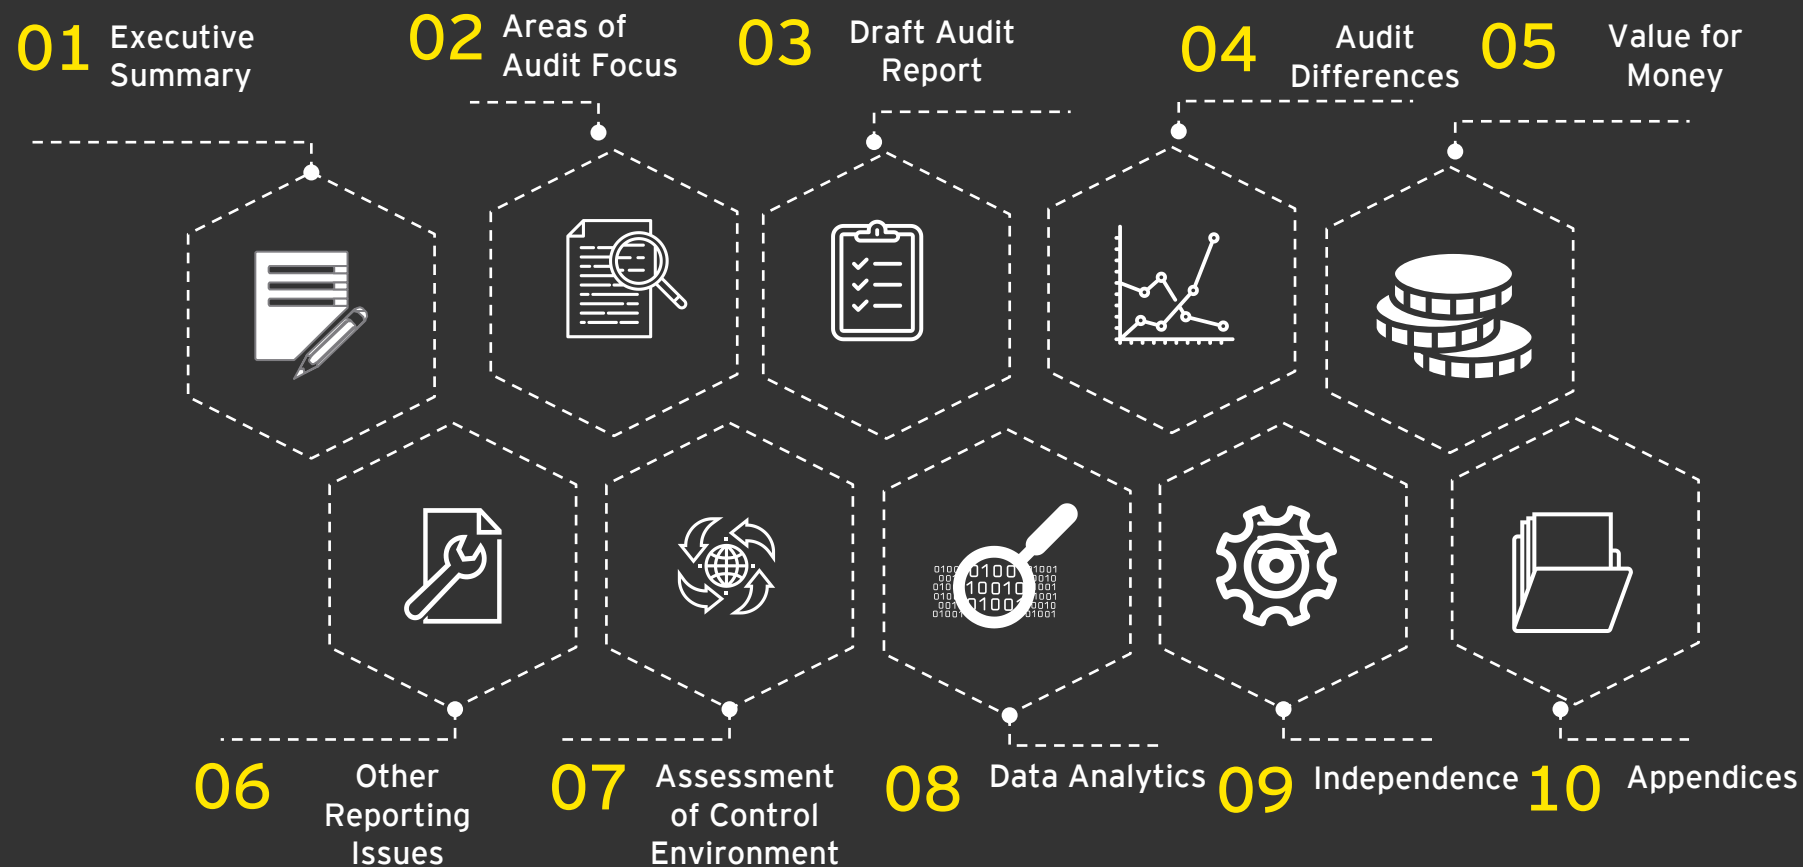 01
Executive
Summary
02
Areas of
Audit Focus
03
Draft Audit
Report
04
Audit
Differences
05
Value for
Money
06
Other
Reporting
Issues
07
Assessment
of Control
Environment
08
Data Analytics
09
Independence
10
Appendices